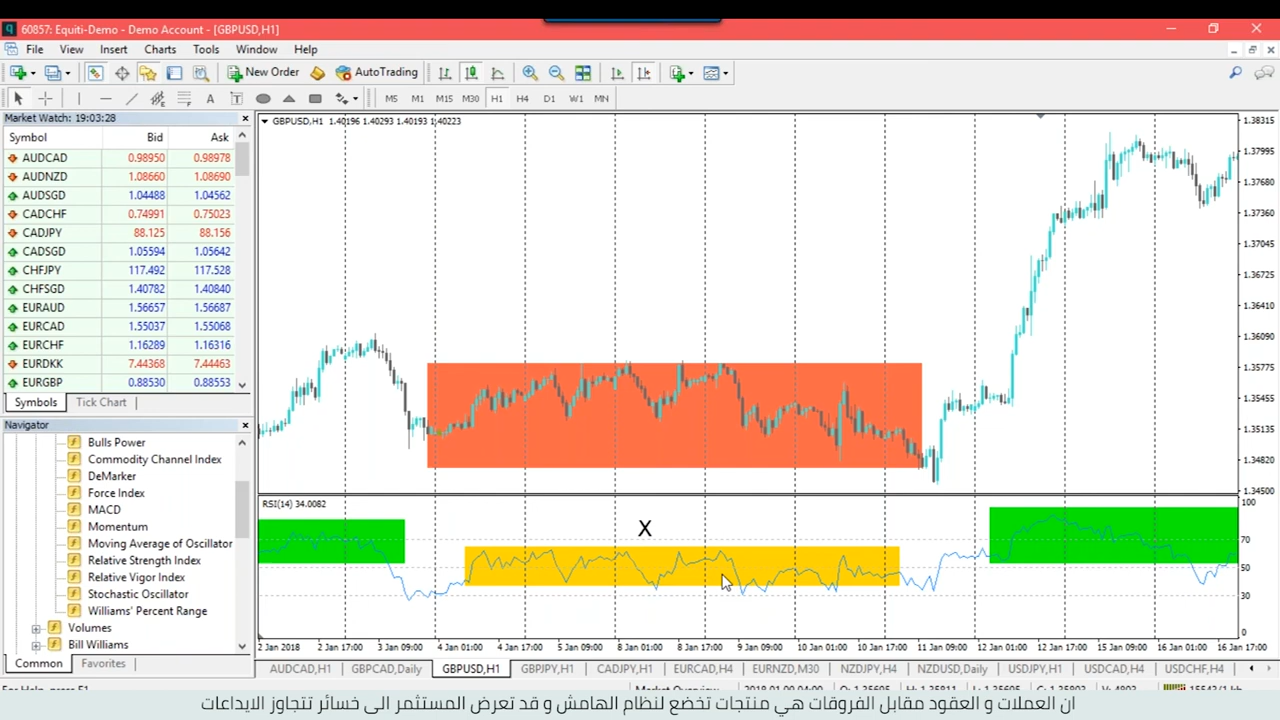 60857: Equiti-Demo - Demo Account - [GBPUSD,H1]
File View Insert Charts Tools Window Help
New Order AutoTrading
A T M5 M1 M15 M30 H1 H4 D1 W1 MN
Market Watch: 19:03:28
Symbol Bid Ask
AUDCAD 0.98950 0.98978
AUDNZD 1.08660 1.08690
AUDSGD 1.04488 1.04562
CADCHF 0.74991 0.75023
CADJPY 88.125 88.156
CADSGD 1.05594 1.05642
CHFJPY 117.492 117.528
CHFSGD 1.40782 1.40840
EURAUD 1.56657 1.56687
EURCAD 1.55037 1.55068
EURCHF 1.16289 1.16316
EURDKK 7.44368 7.44463
EURGBP 0.88530 0.88553
Symbols Tick Chart
Navigator
Bulls Power
Commodity Channel Index
DeMarker
Force Index
MACD
Momentum
Moving Average of Oscillator
Relative Strength Index
Relative Vigor Index
Stochastic Oscillator
Williams' Percent Range
Volumes
Bill Williams
Common Favorites
GBPUSD,H1 1.40196 1.40293 1.40193 1.40223
1.38315
1.37995
1.37680
1.37360
1.37045
1.36725
1.36410
1.36090
1.35775
1.35455
1.35135
1.34820
1.34500
RSI(14) 34.0082
X
100
70
50
30
0
2 Jan 2018 2 Jan 17:00 3 Jan 09:00 4 Jan 01:00 4 Jan 17:00 5 Jan 09:00 8 Jan 01:00 8 Jan 17:00 9 Jan 09:00 10 Jan 01:00 10 Jan 17:00 11 Jan 09:00 12 Jan 01:00 12 Jan 17:00 15 Jan 09:00 16 Jan 01:00 16 Jan 17:00
AUDCAD,H1 GBPCAD,Daily GBPUSD,H1 GBPJPY,H1 CADJPY,H1 EURCAD,H4 EURNZD,M30 NZDJPY,H4 NZDUSD,Daily USDJPY,H1 USDCAD,H4 USDCHF,H4
ان العملات و العقود مقابل الفروقات هي منتجات تخضع لنظام الهامش و قد تعرض المستثمر الى خسائر تتجاوز الايداعات